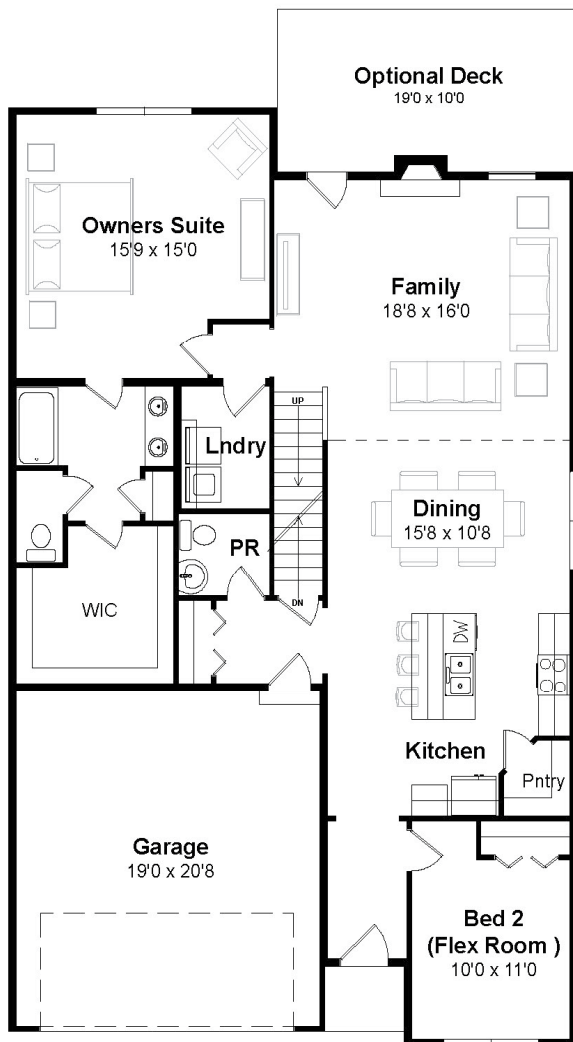 Optional Deck
19'0 x 10'0
Owners Suite
15'9 x 15'0
Family
18'8 x 16'0
UP
Lndry
Dining
15'8 x 10'8
PR
DN
WIC
DW
Kitchen
Pntry
Garage
19'0 x 20'8
Bed 2
(Flex Room )
10'0 x 11'0